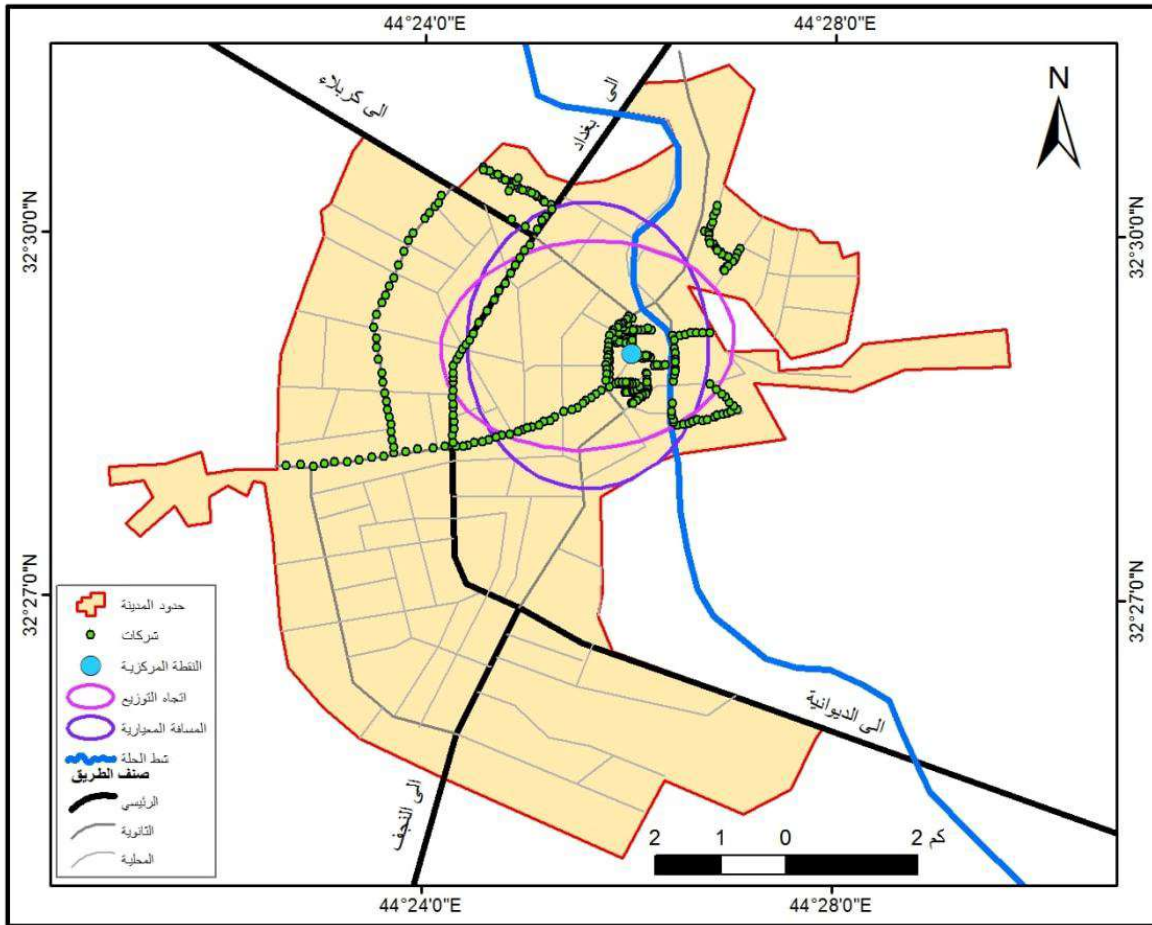 44°24'0"E
44°28'0"E
N
الى كربلاء
الى بغداد
32°30'0"N
32°30'0"N
32°27'0"N
32°27'0"N
حدود المدينة
شركات
النقطة المركزية
اتجاه التوزيع
المسافة المعيارية
شط الحلة
صنف الطريق
الرئيسي
الثانوية
المحلية
الى الديوانية
الى النجف
2 1 0 2 كم
44°24'0"E
44°28'0"E